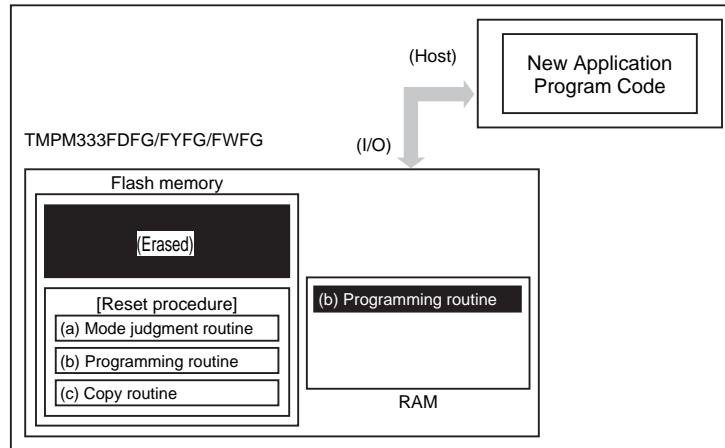 (Host)
New Application
Program Code
TMPM333FDFG/FYFG/FWFG
(I/O)
Flash memory
(Erased)
[Reset procedure]
(a) Mode judgment routine
(b) Programming routine
(c) Copy routine
(b) Programming routine
RAM